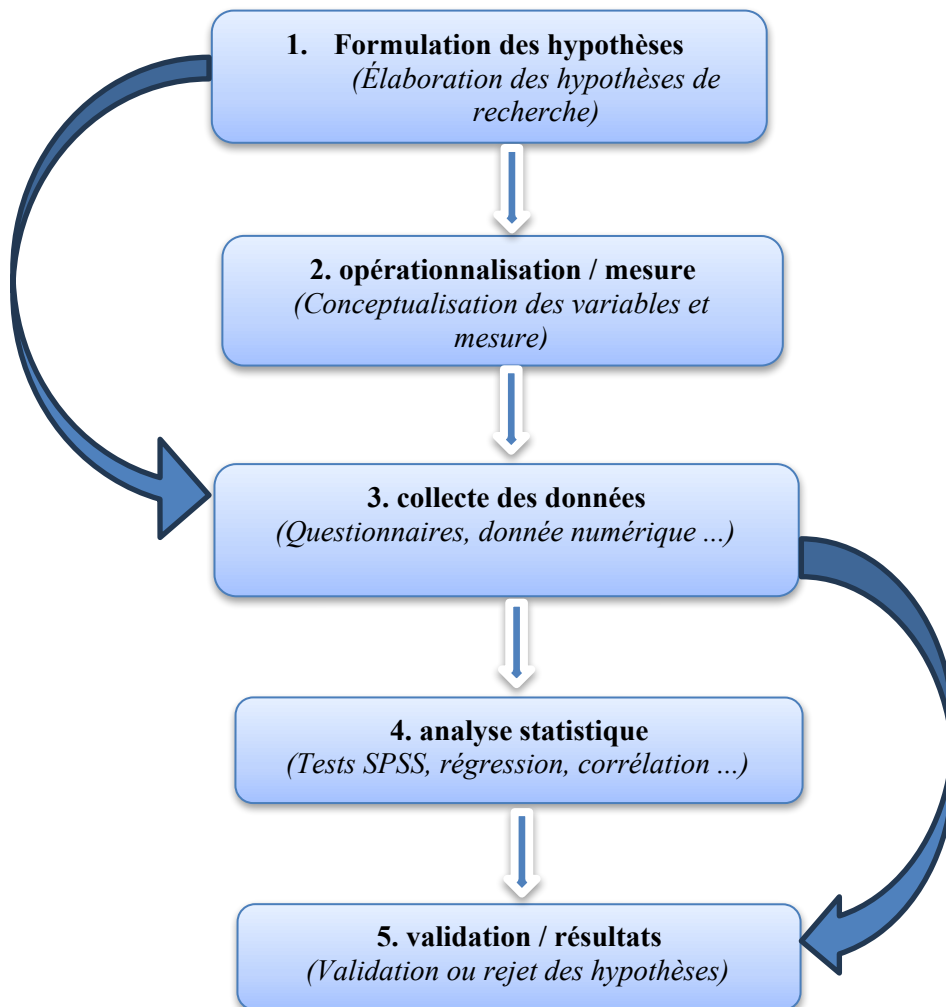 1. Formulation des hypothèses
(Élaboration des hypothèses de
recherche)
2. opérationnalisation / mesure
(Conceptualisation des variables et
mesure)
3. collecte des données
(Questionnaires, donnée numérique ...)
4. analyse statistique
(Tests SPSS, régression, corrélation ...)
5. validation / résultats
(Validation ou rejet des hypothèses)